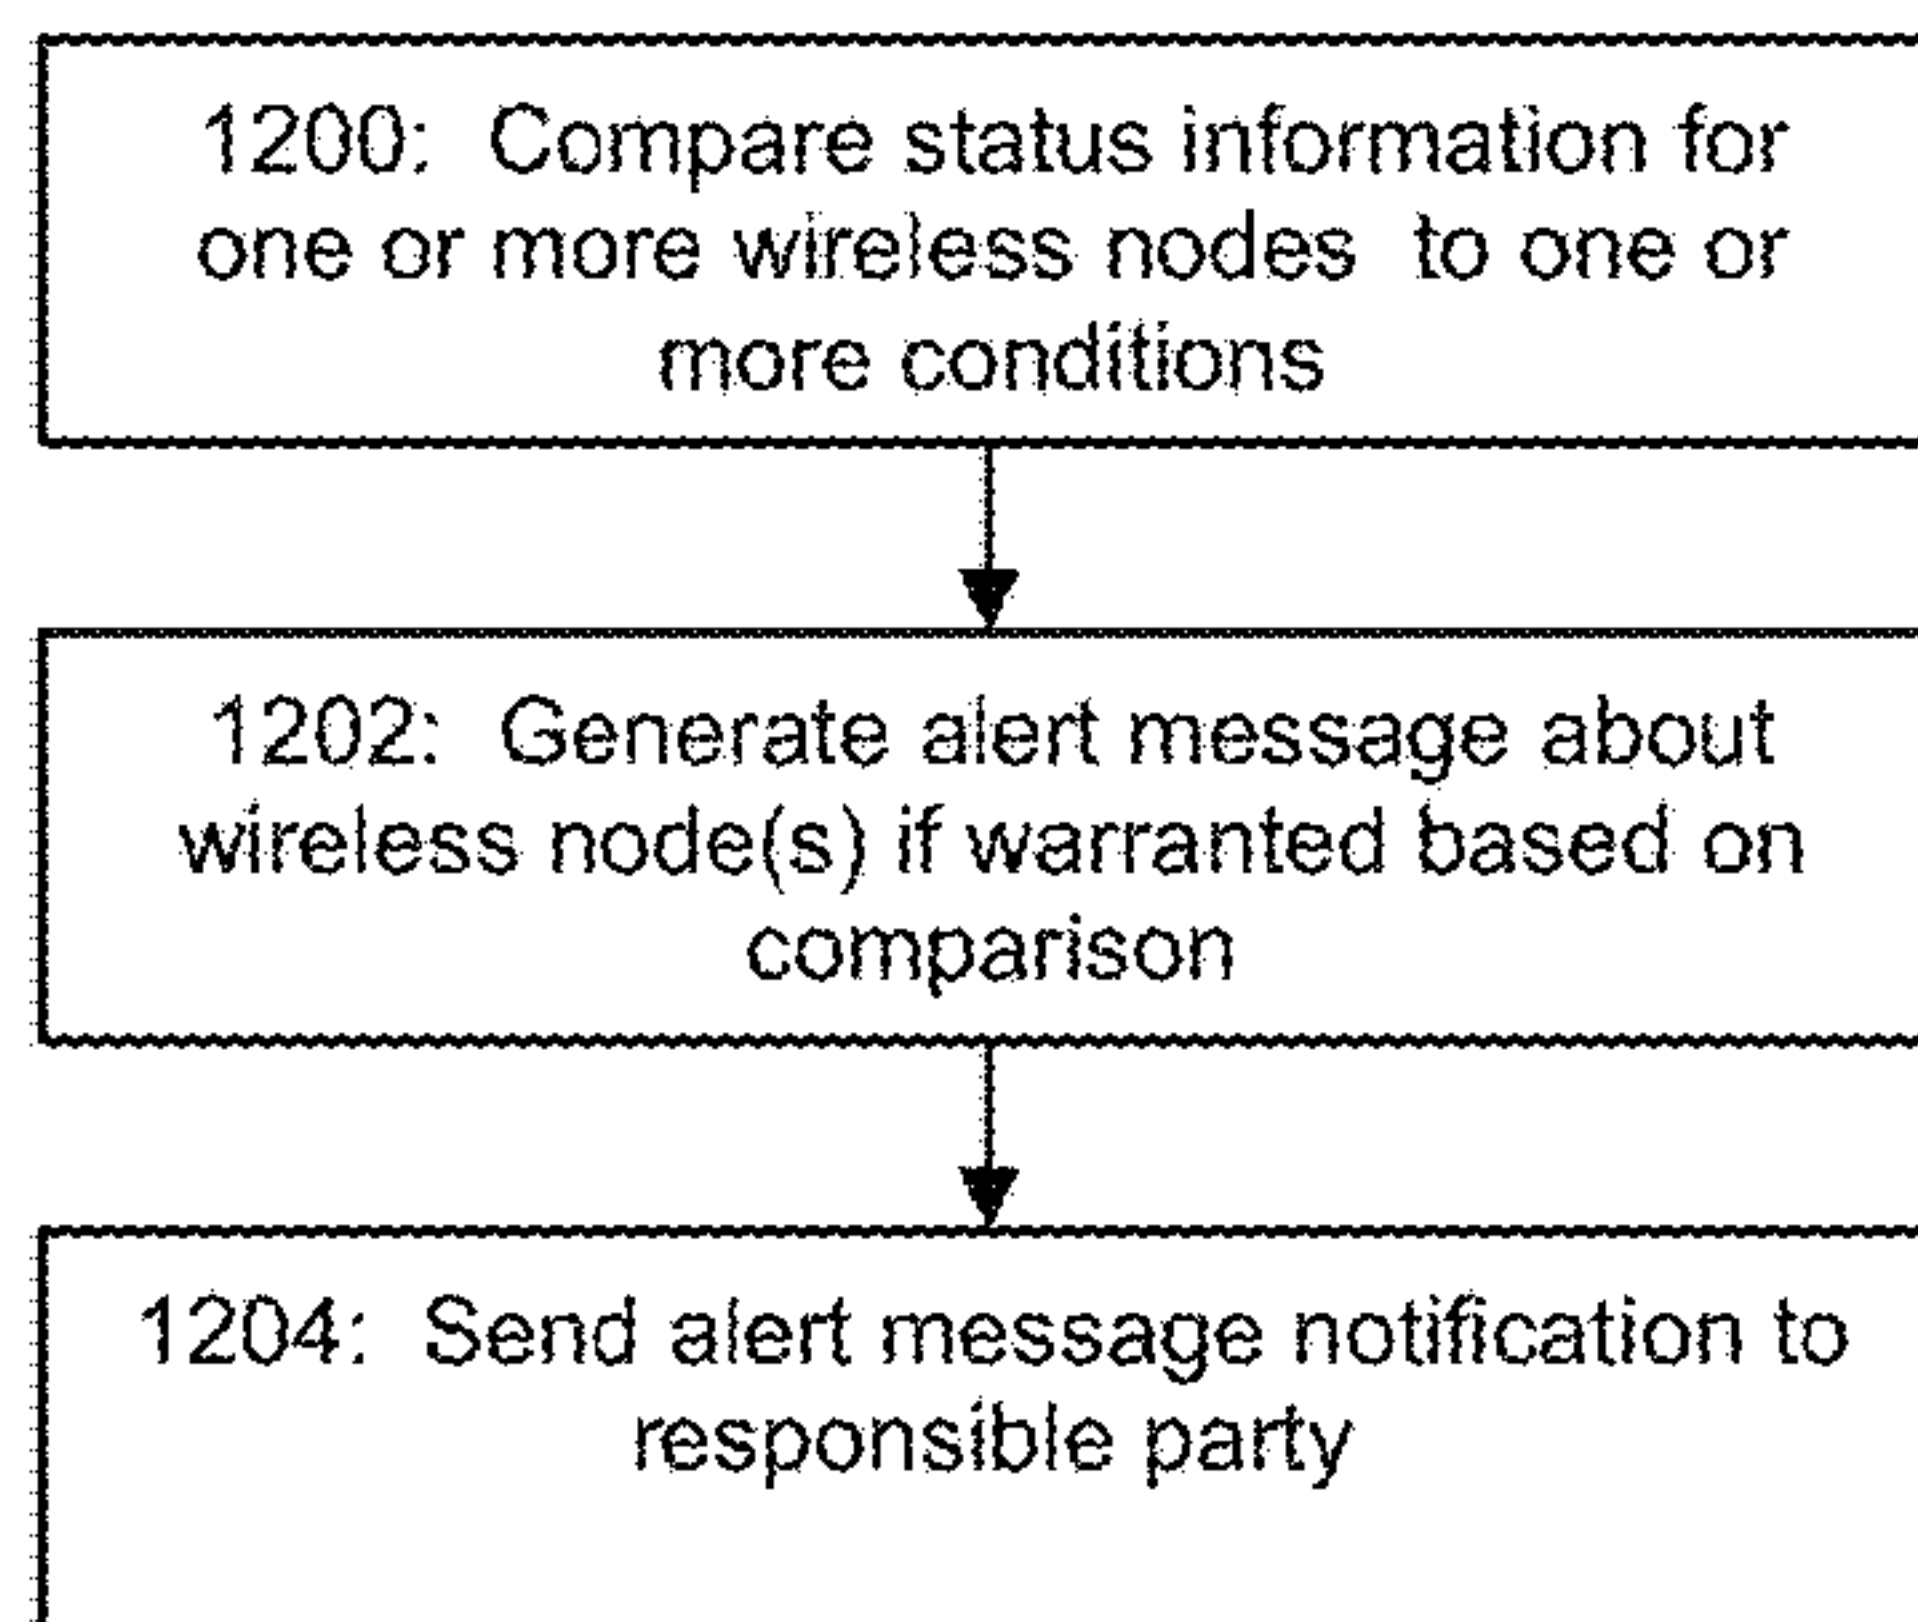 1200: Compare status information for
one or more wireless nodes to one or
more conditions
1202: Generate alert message about
wireless node(s) if warranted based on
comparison
1204: Send alert message notification to
responsible party